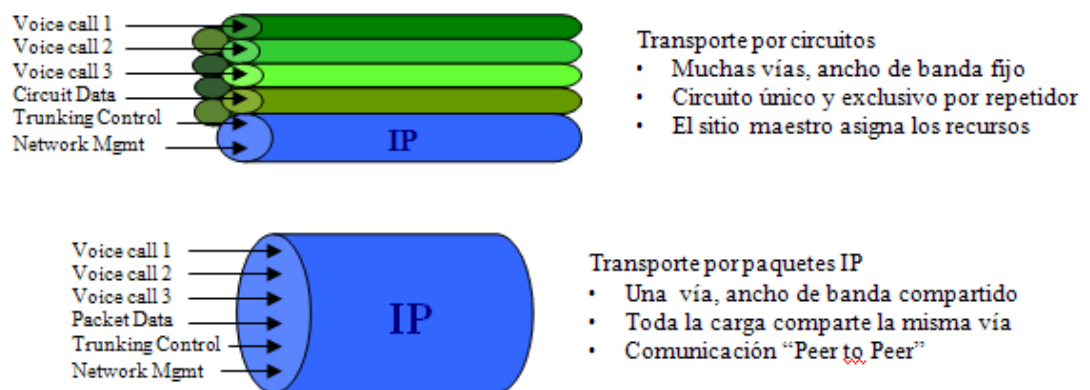 Voice call 1
Voice call 2
Voice call 3
Circuit Data
Trunking Control
Network Mgmt
IP
Transporte por circuitos
• Muchas vías, ancho de banda fijo
• Circuito único y exclusivo por repetidor
• El sitio maestro asigna los recursos
Voice call 1
Voice call 2
Voice call 3
Packet Data
Trunking Control
Network Mgmt
IP
Transporte por paquetes IP
• Una vía, ancho de banda compartido
• Toda la carga comparte la misma vía
• Comunicación “Peer to Peer”